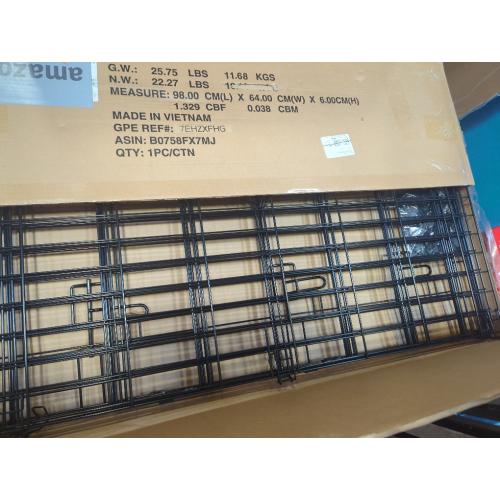 amazo
G.W.: 25.75 LBS 11.68 KGS
N.W.: 22.27 LBS
MEASURE: 98.00 CM(L) X 64.00 CM(W) X 6.00CM(H)
1.329 CBF 0.038 CBM
MADE IN VIETNAM
GPE REF#: 7EHZXFHG
ASIN: B0758FX7MJ
QTY: 1PC/CTN